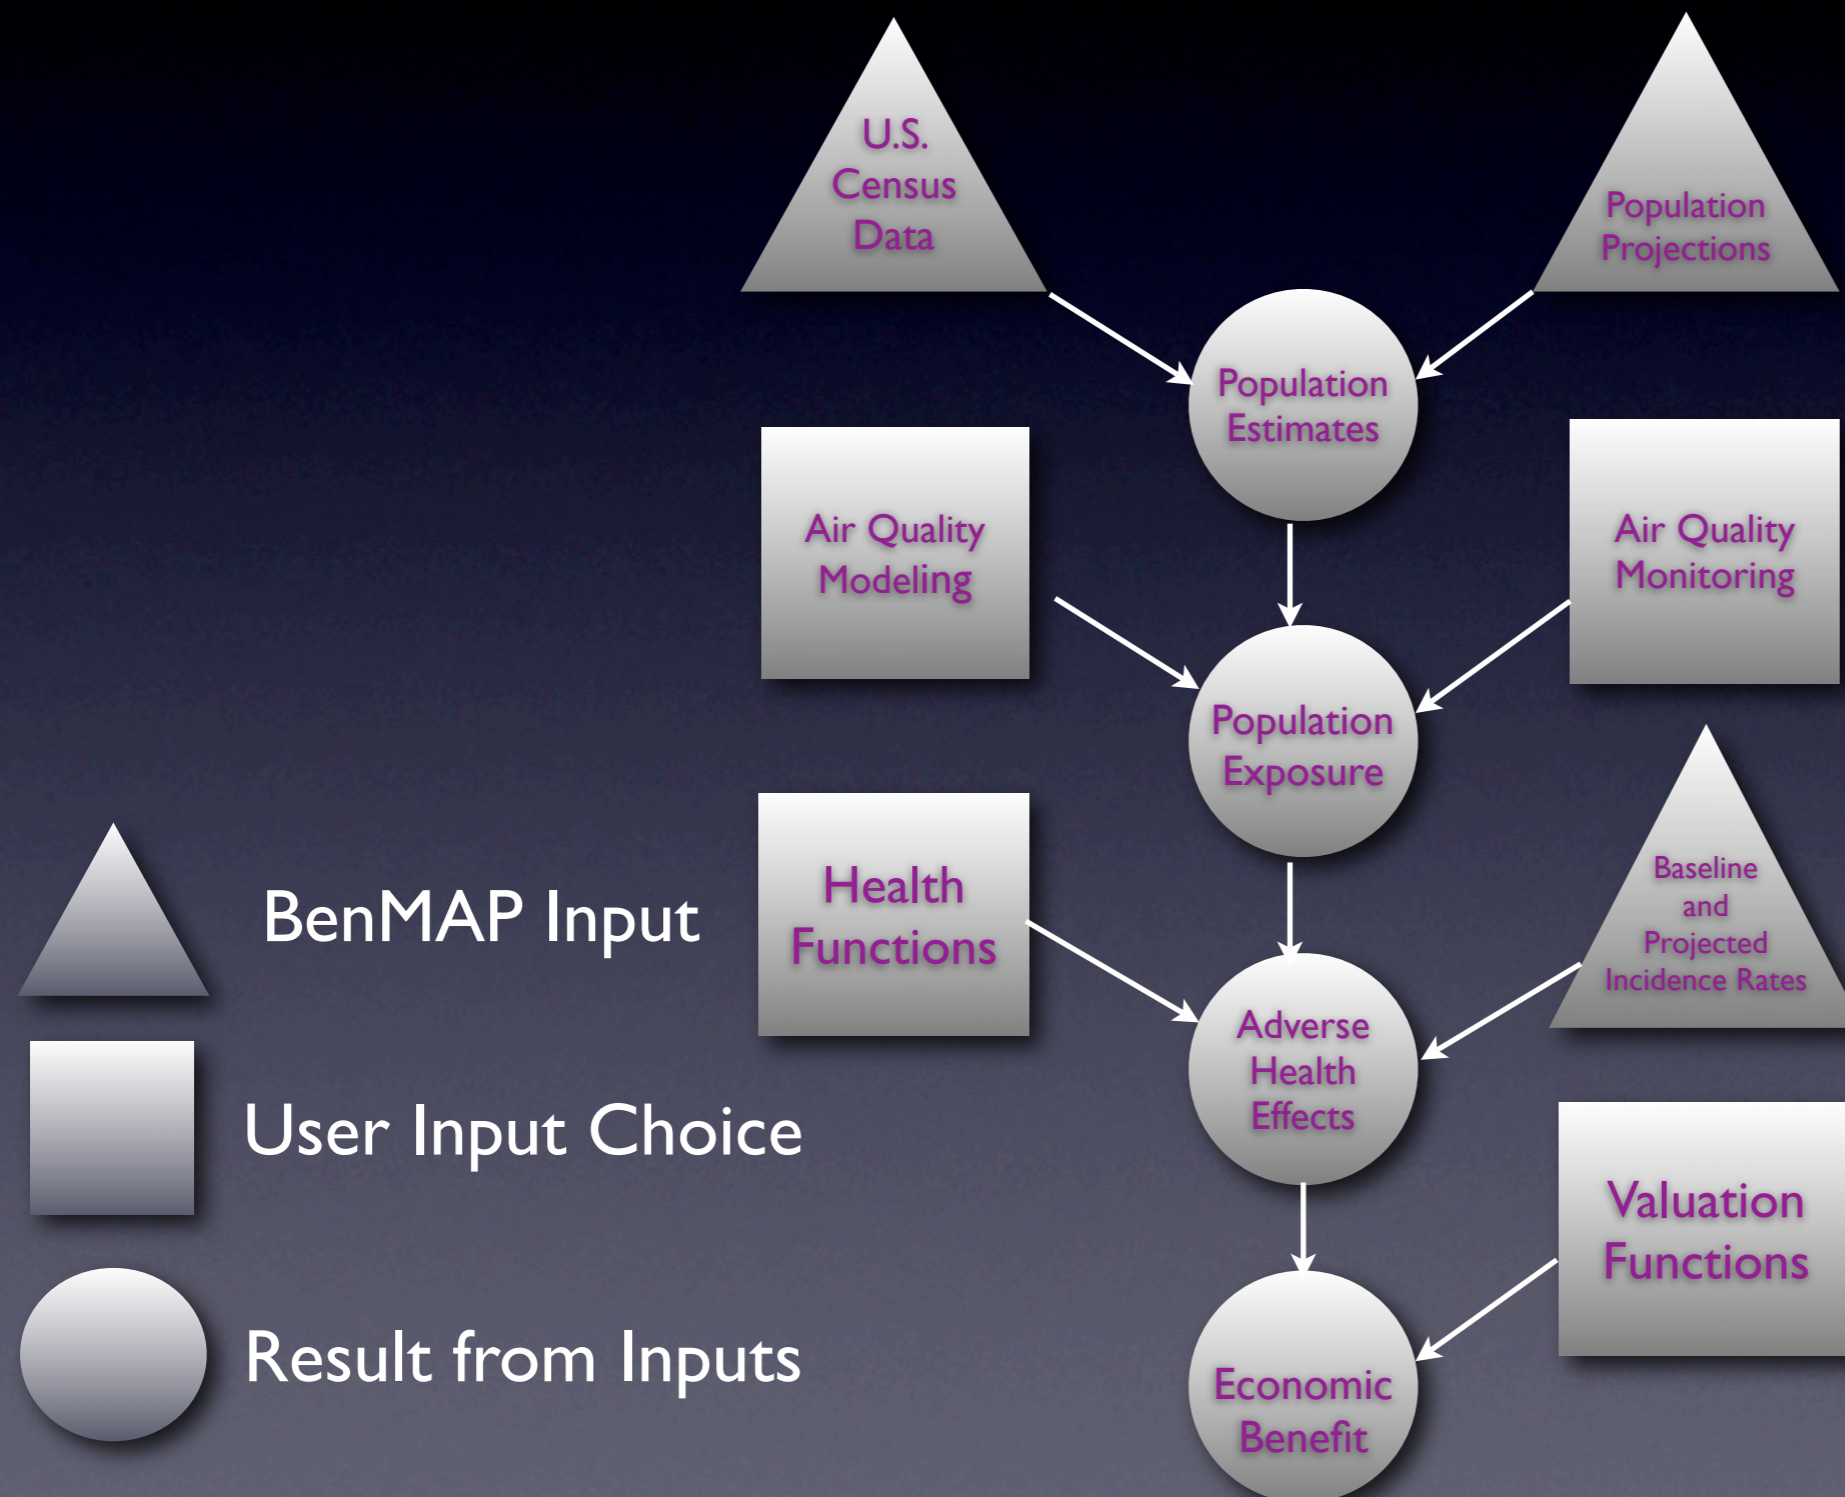 U.S.
Census
Data
Population
Projections
Population
Estimates
Air Quality
Modeling
Air Quality
Monitoring
Population
Exposure
Health
Functions
Baseline
and
Projected
Incidence Rates
BenMAP Input
Adverse
Health
Effects
User Input Choice
Valuation
Functions
Result from Inputs
Economic
Benefit